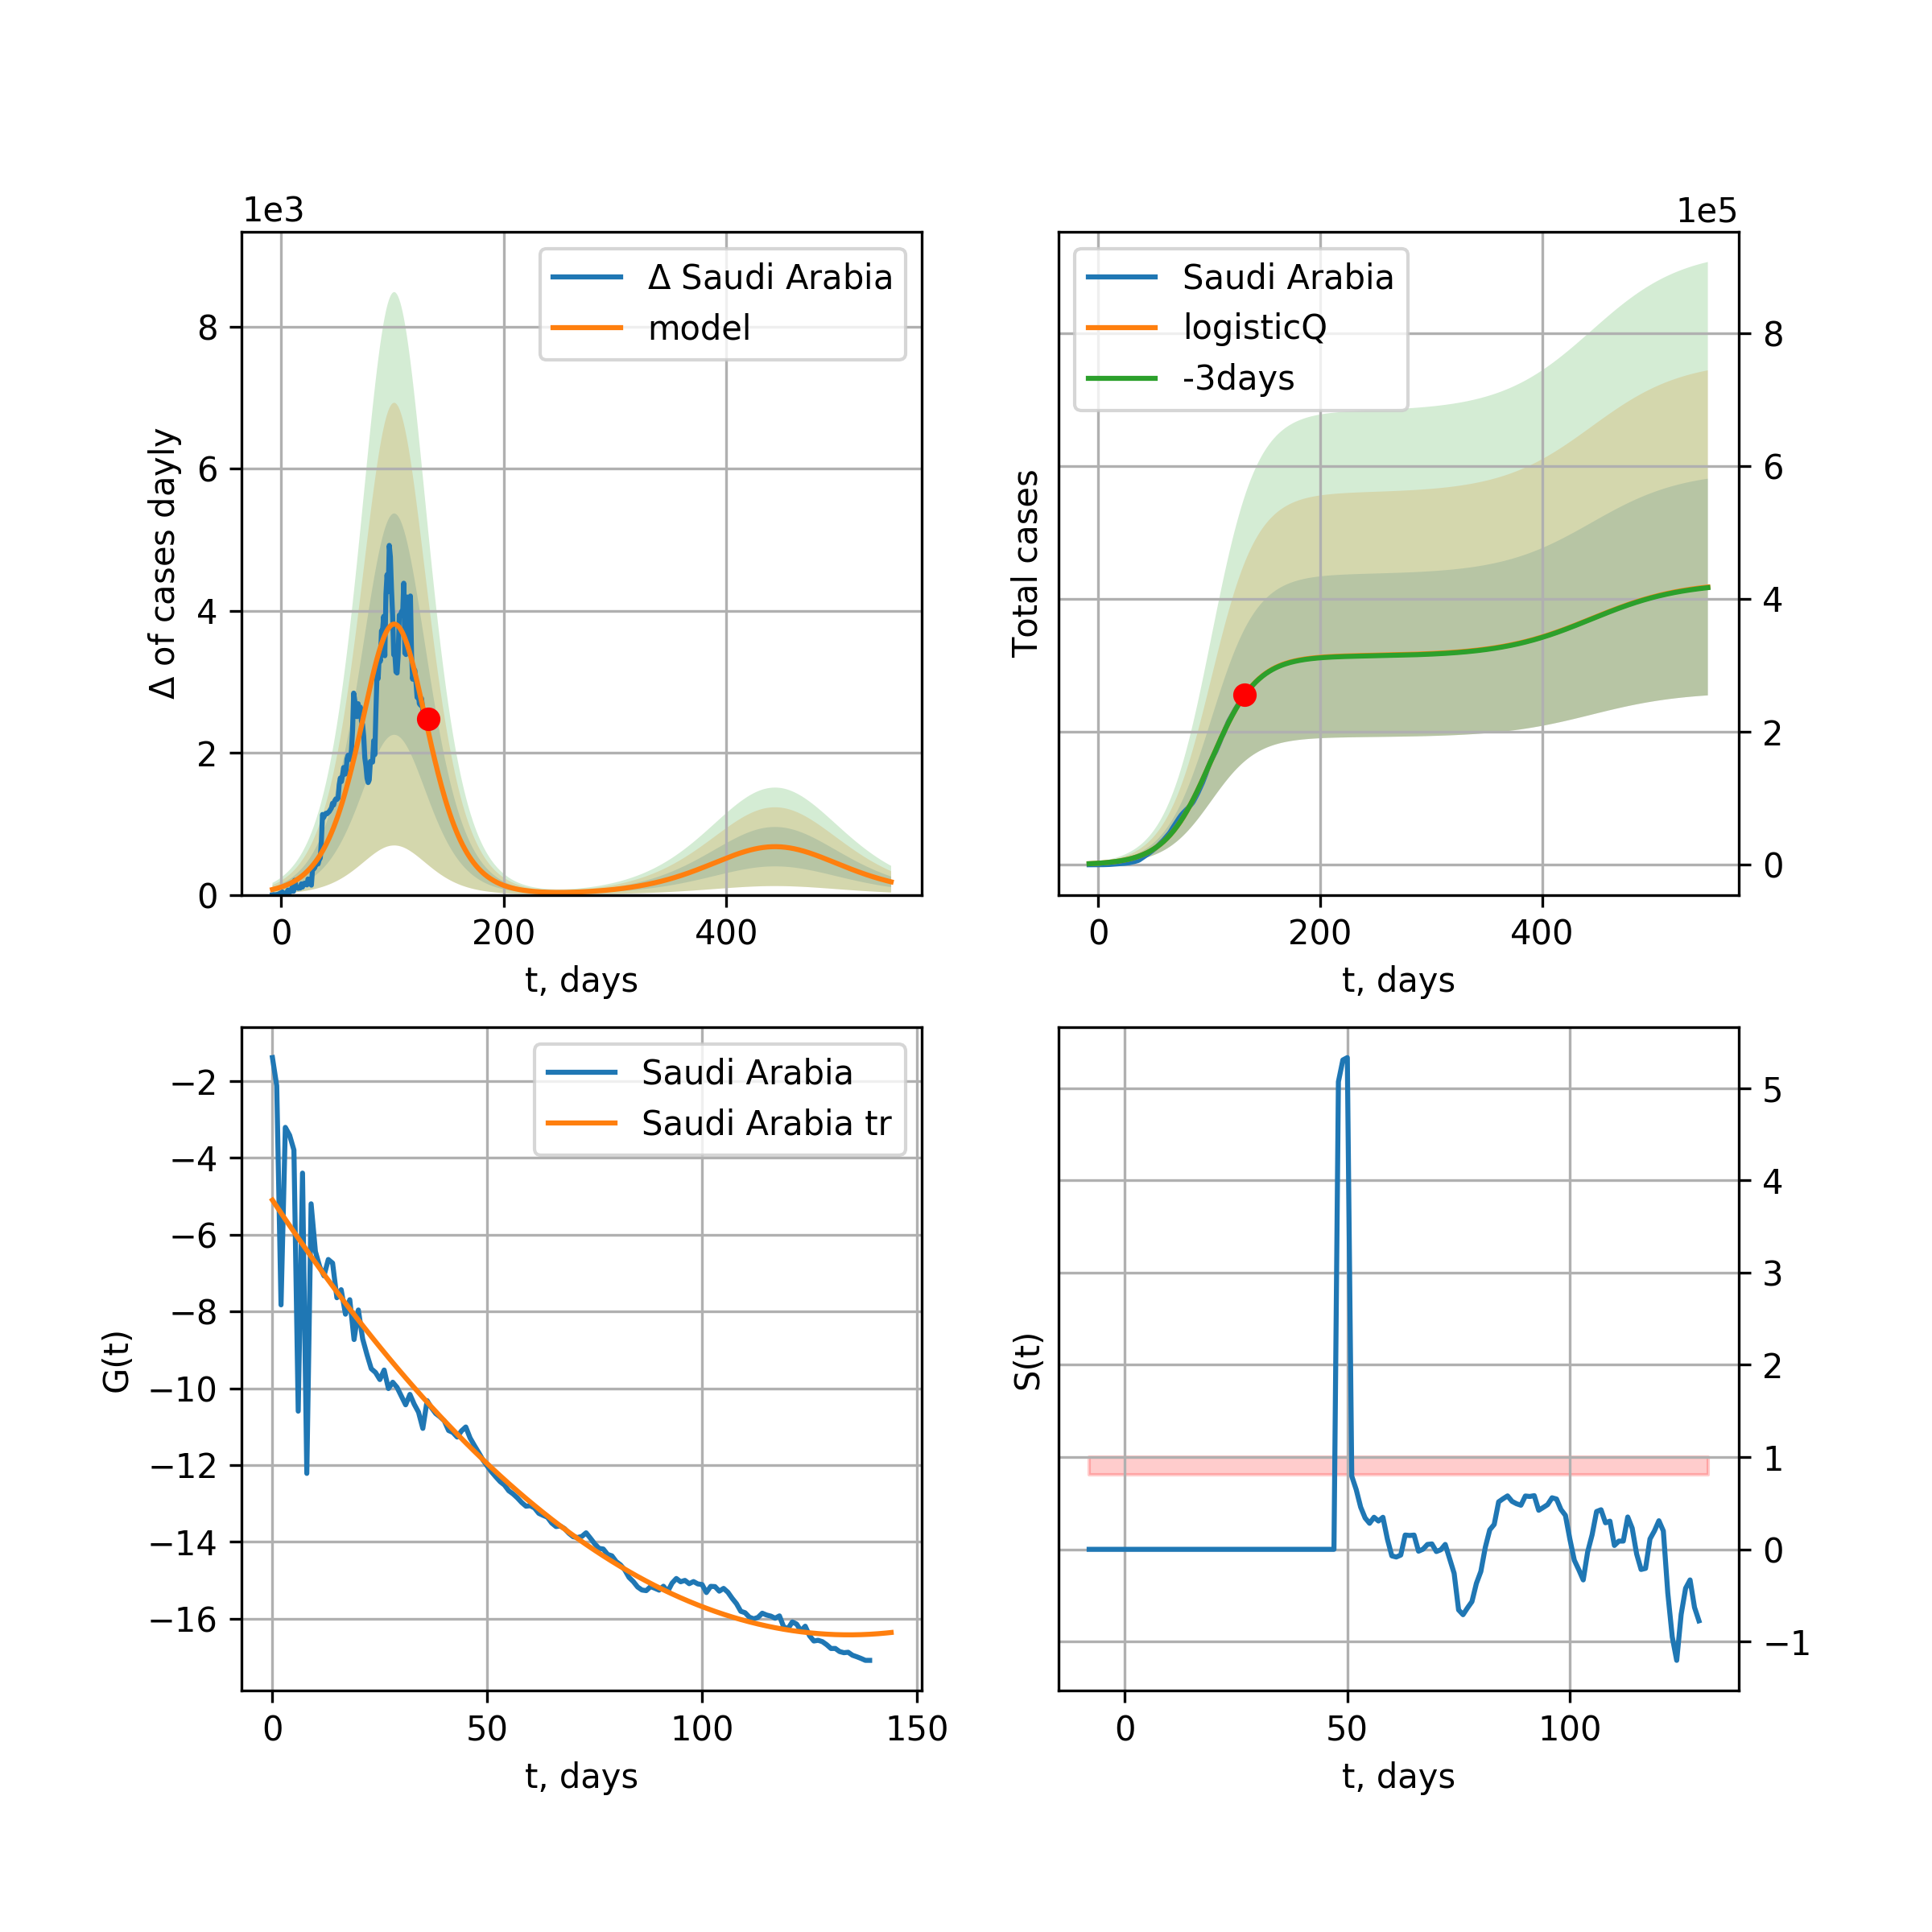 1e3
Δ of cases dayly
8
6
4
2
0
Δ Saudi Arabia
model
0 200 400
t, days
1e5
Total cases
Saudi Arabia
logisticQ
-3days
8
6
4
2
0
0 200 400
t, days
G(t)
−2
−4
−6
−8
−10
−12
−14
−16
Saudi Arabia
Saudi Arabia tr
0 50 100 150
t, days
S(t)
5
4
3
2
1
0
−1
0 50 100
t, days